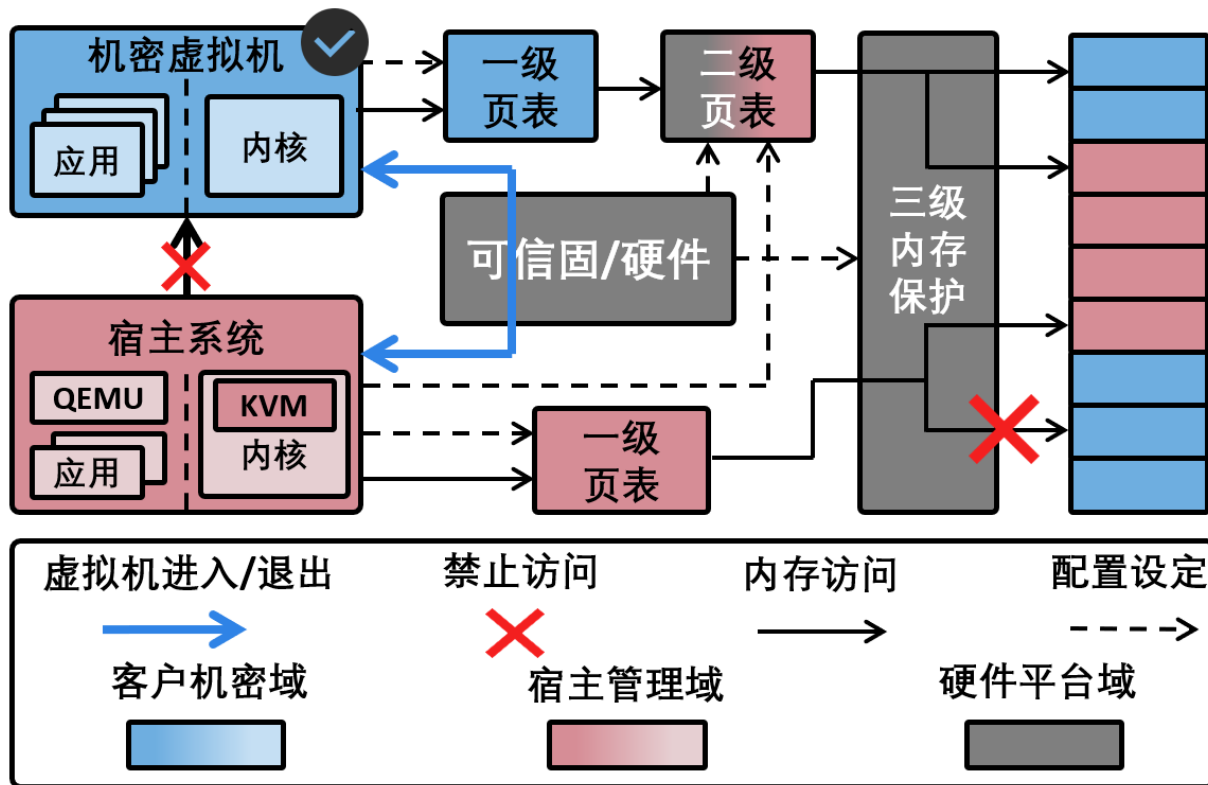 机密虚拟机
应用
内核
一级
页表
二级
页表
可信固/硬件
三级
内存
保护
宿主系统
QEMU
KVM
应用
内核
一级
页表
虚拟机进入/退出
禁止访问
内存访问
配置设定
客户机密域
宿主管理域
硬件平台域